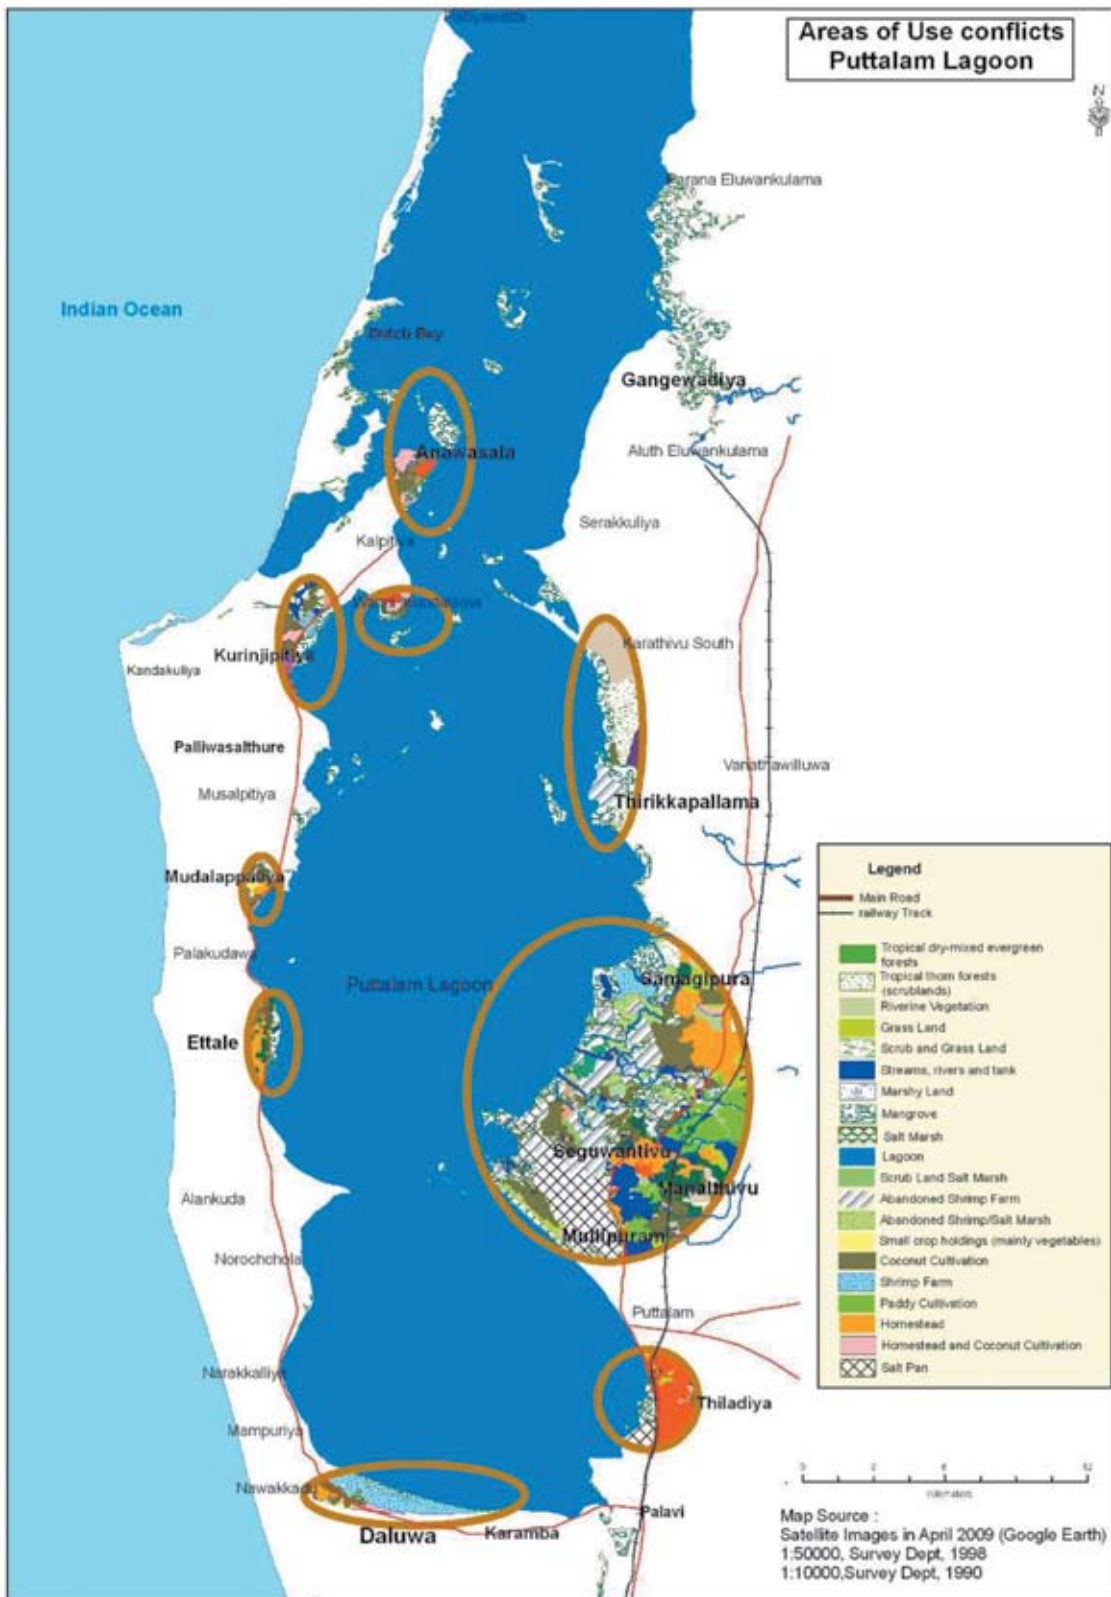 Areas of Use conflicts
Puttalam Lagoon
N
Parana Eluwankulama
Indian Ocean
Dutch Bay
Gangewadiya
Anawasala
Aluth Eluwankulama
Serakkuliya
Kalpitiya
Karathivu South
Kurinjipitiya
Kandakuliya
Palliwasalthure
Vanathawilluwa
Musalpitiya
Thirikkapallama
Mudalappaliya
Palakudawa
Samagipura
Puttalam Lagoon
Ettale
Seguwantivu
Manalthuvu
Alankuda
Mullipuram
Norochchola
Puttalam
Narakkalliya
Thiladiya
Mampuriya
Nawakkadu
Palavi
Daluwa
Karamba
Legend
Main Road
railway Track
Tropical dry-mixed evergreen
forests
Tropical thorn forests
(scrublands)
Riverine Vegetation
Grass Land
Scrub and Grass Land
Streams, rivers and tank
Marshy Land
Mangrove
Salt Marsh
Lagoon
Scrub Land Salt Marsh
Abandoned Shrimp Farm
Abandoned Shrimp/Salt Marsh
Small crop holdings (mainly vegetables)
Coconut Cultivation
Shrimp Farm
Paddy Cultivation
Homestead
Homestead and Coconut Cultivation
Salt Pan
0 2 6 12
Kilometers
Map Source :
Satellite Images in April 2009 (Google Earth)
1:50000, Survey Dept, 1998
1:10000,Survey Dept, 1990